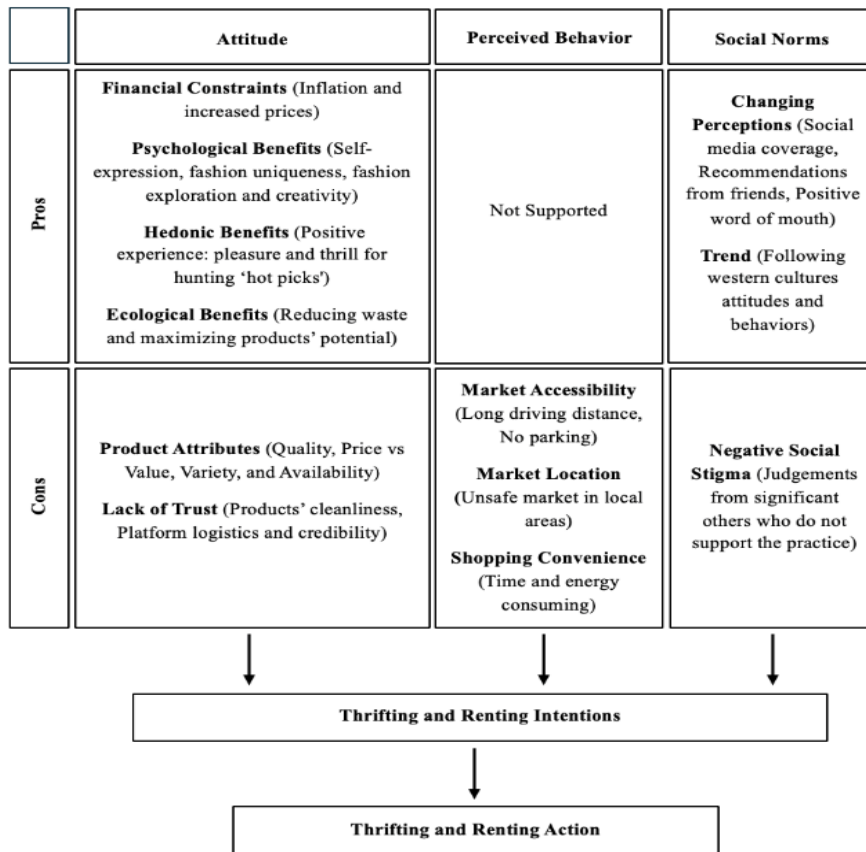 Attitude
Perceived Behavior
Social Norms
Pros
Financial Constraints (Inflation and
increased prices)
Psychological Benefits (Self-
expression, fashion uniqueness, fashion
exploration and creativity)
Hedonic Benefits (Positive
experience: pleasure and thrill for
hunting ‘hot picks')
Ecological Benefits (Reducing waste
and maximizing products’ potential)
Not Supported
Changing
Perceptions (Social
media coverage,
Recommendations
from friends, Positive
word of mouth)
Trend (Following
western cultures
attitudes and
behaviors)
Cons
Product Attributes (Quality, Price vs
Value, Variety, and Availability)
Lack of Trust (Products’ cleanliness,
Platform logistics and credibility)
Market Accessibility
(Long driving distance,
No parking)
Market Location
(Unsafe market in local
areas)
Shopping Convenience
(Time and energy
consuming)
Negative Social
Stigma (Judgements
from significant
others who do not
support the practice)
Thrifting and Renting Intentions
Thrifting and Renting Action